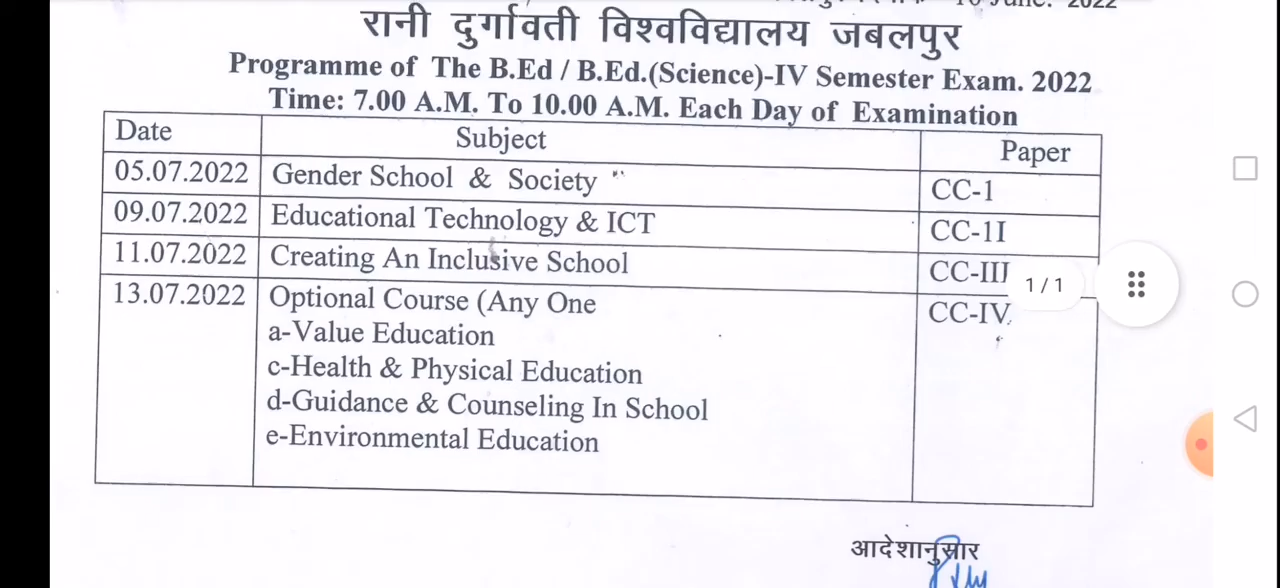 10 June. 2022
रानी दुर्गावती विश्वविद्यालय जबलपुर
Programme of The B.Ed / B.Ed.(Science)-IV Semester Exam. 2022
Time: 7.00 A.M. To 10.00 A.M. Each Day of Examination
Date Subject Paper
05.07.2022 Gender School & Society CC-1
09.07.2022 Educational Technology & ICT CC-1I
11.07.2022 Creating An Inclusive School CC-III
1/1
13.07.2022 Optional Course (Any One CC-IV
a-Value Education
c-Health & Physical Education
d-Guidance & Counseling In School
e-Environmental Education
आदेशानुसार